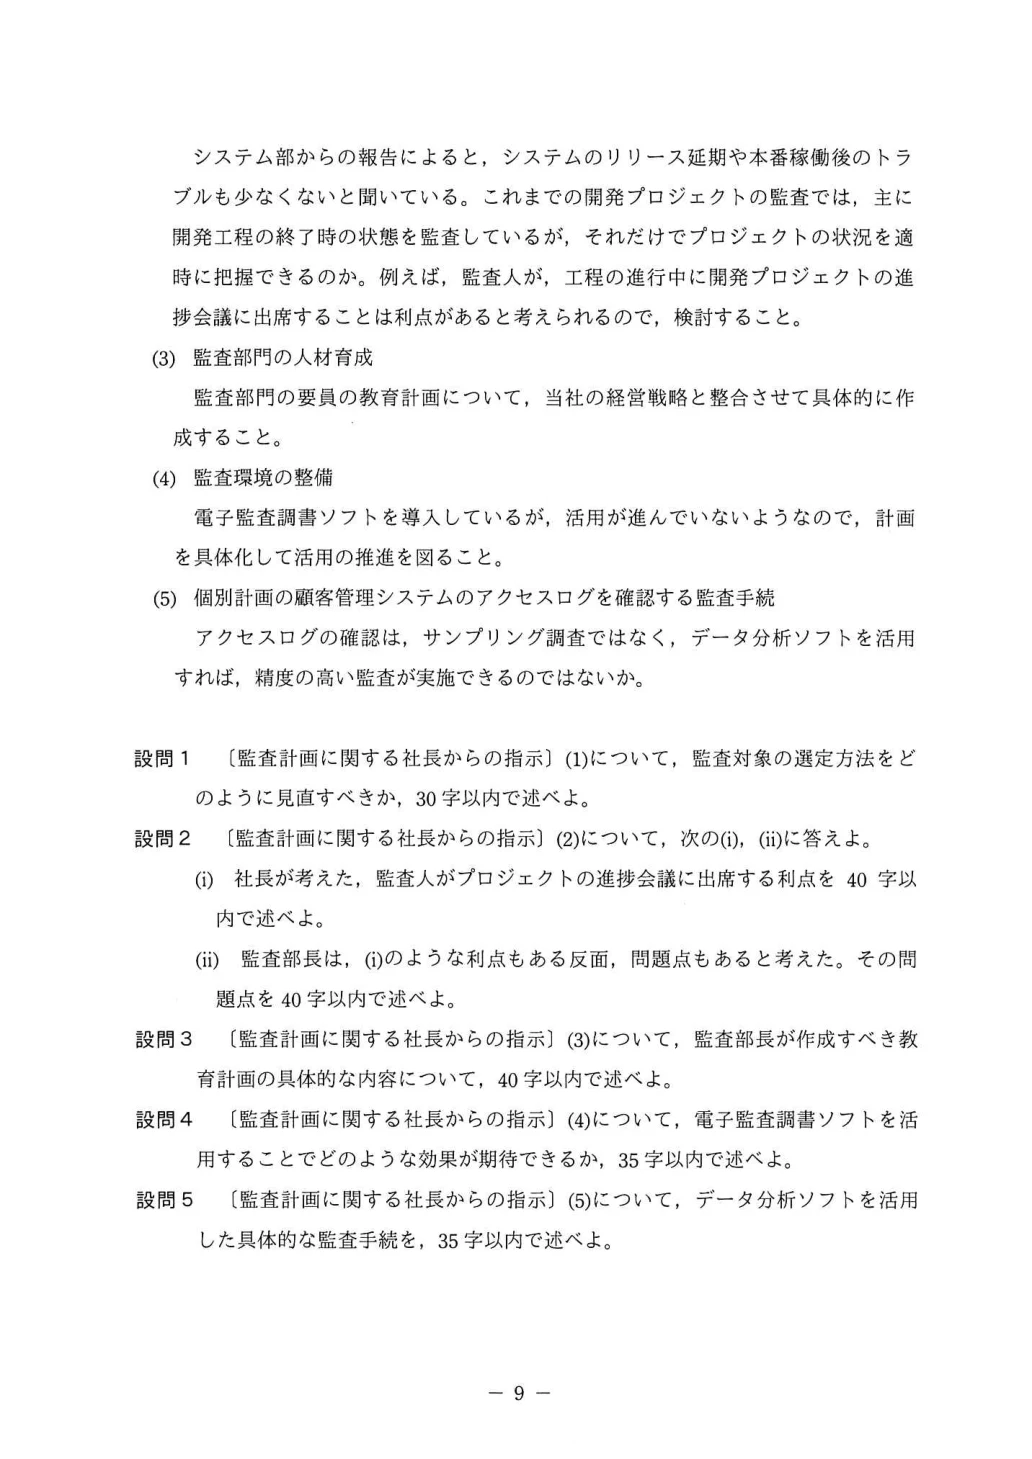 システム部からの報告によると，システムのリリース延期や本番稼働後のトラ
ブルも少なくないと聞いている。これまでの開発プロジェクトの監査では，主に
開発工程の終了時の状態を監査しているが，それだけでプロジェクトの状況を適
時に把握できるのか。例えば，監査人が，工程の進行中に開発プロジェクトの進
捗会議に出席することは利点があると考えられるので，検討すること。
(3) 監査部門の人材育成
監査部門の要員の教育計画について，当社の経営戦略と整合させて具体的に作
成すること。
(4) 監査環境の整備
電子監査調書ソフトを導入しているが，活用が進んでいないようなので，計画
を具体化して活用の推進を図ること。
(5) 個別計画の顧客管理システムのアクセスログを確認する監査手続
アクセスログの確認は，サンプリング調査ではなく，データ分析ソフトを活用
すれば，精度の高い監査が実施できるのではないか。
設問1 〔監査計画に関する社長からの指示〕(1)について，監査対象の選定方法をど
のように見直すべきか，30 字以内で述べよ。
設問2 〔監査計画に関する社長からの指示〕(2)について，次の(i)，(ii)に答えよ。
(i) 社長が考えた，監査人がプロジェクトの進捗会議に出席する利点を 40 字以
内で述べよ。
(ii) 監査部長は，(i)のような利点もある反面，問題点もあると考えた。その問
題点を 40 字以内で述べよ。
設問3 〔監査計画に関する社長からの指示〕(3)について，監査部長が作成すべき教
育計画の具体的な内容について，40 字以内で述べよ。
設問4 〔監査計画に関する社長からの指示〕(4)について，電子監査調書ソフトを活
用することでどのような効果が期待できるか，35 字以内で述べよ。
設問5 〔監査計画に関する社長からの指示〕(5)について，データ分析ソフトを活用
した具体的な監査手続を，35 字以内で述べよ。
－ 9 －